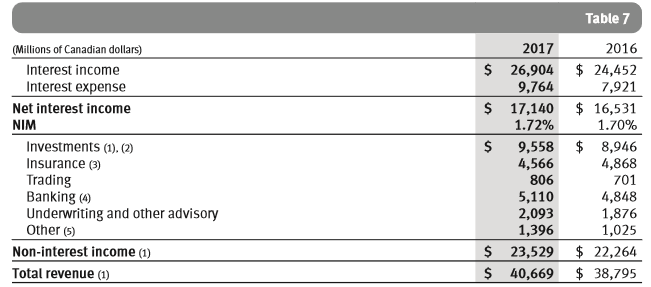 Table 7
(Millions of Canadian dollars) 2017 2016
Interest income $ 26,904 $ 24,452
Interest expense 9,764 7,921
Net interest income $ 17,140 $ 16,531
NIM 1.72% 1.70%
Investments (1), (2) $ 9,558 $ 8,946
Insurance (3) 4,566 4,868
Trading 806 701
Banking (4) 5,110 4,848
Underwriting and other advisory 2,093 1,876
Other (5) 1,396 1,025
Non-interest income (1) $ 23,529 $ 22,264
Total revenue (1) $ 40,669 $ 38,795